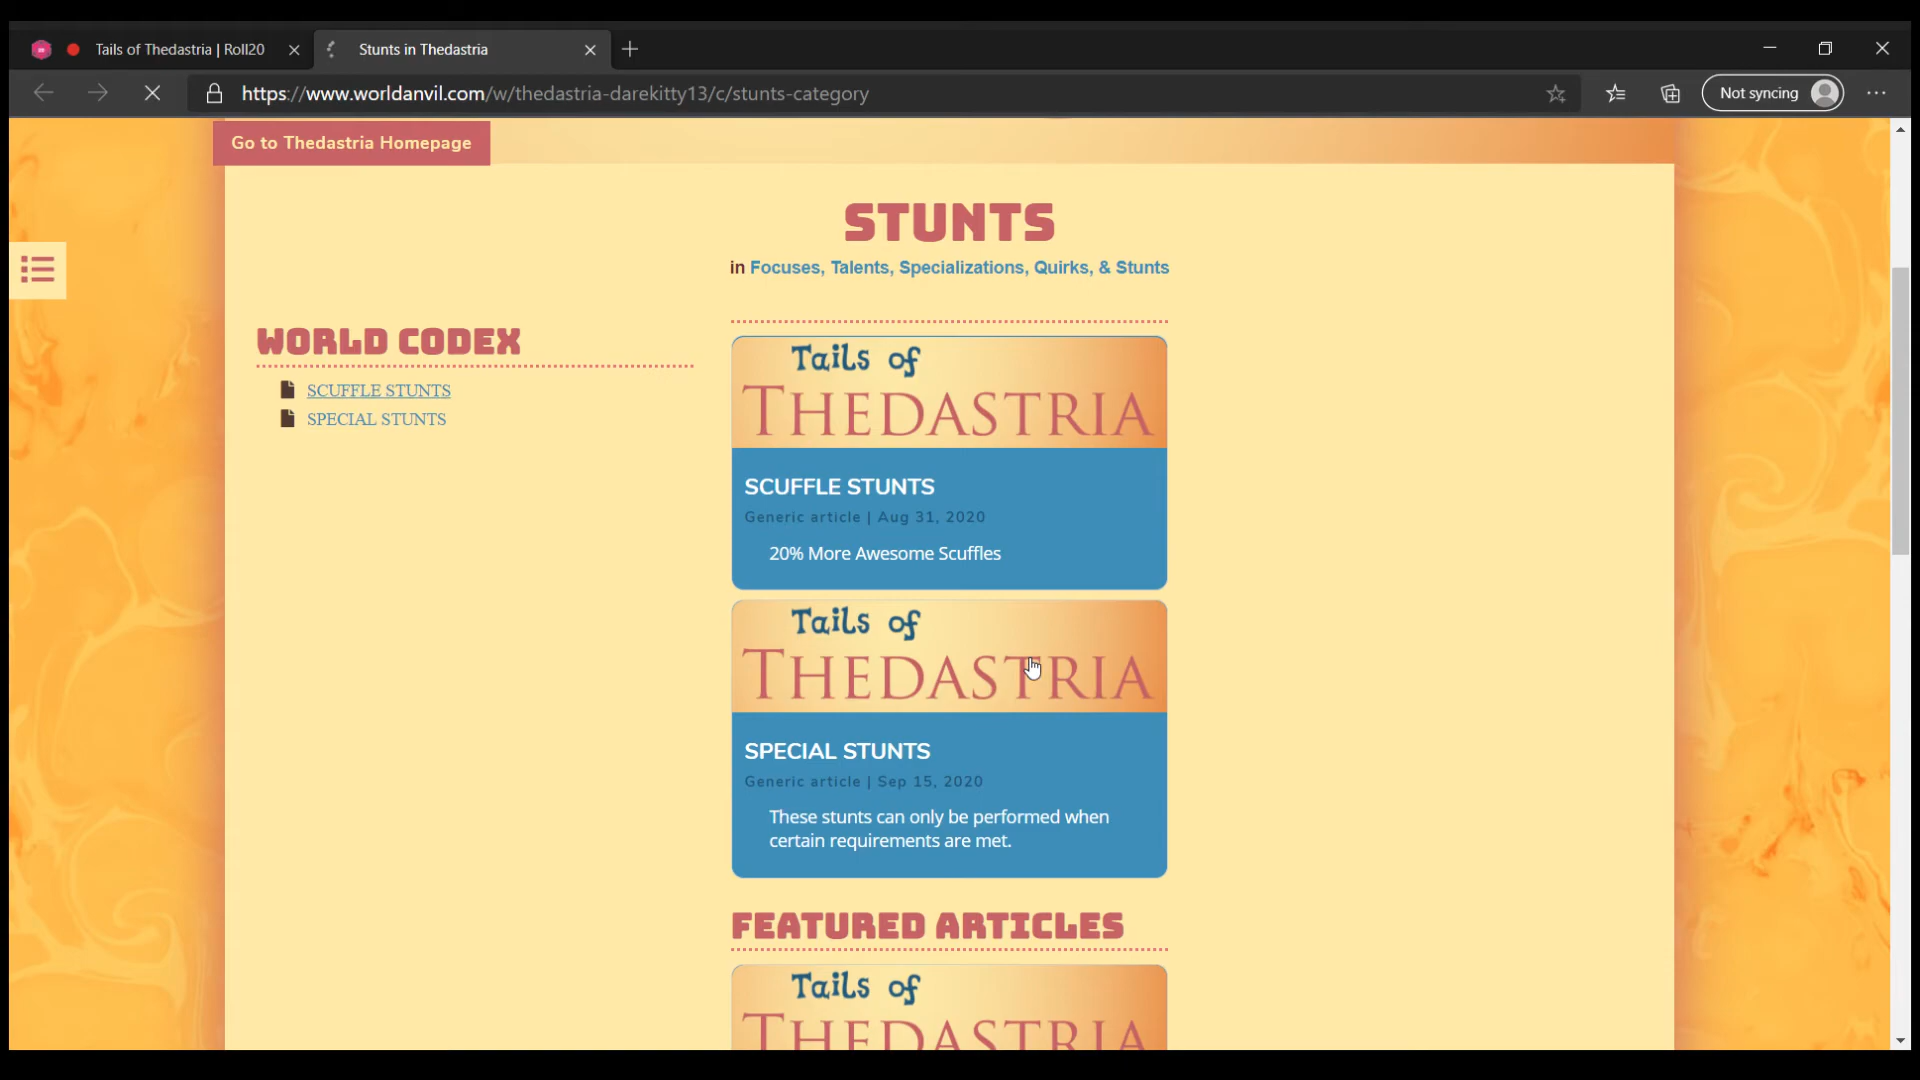 Tails of Thedastria | Roll20
Stunts in Thedastria
https://www.worldanvil.com/w/thedastria-darekitty13/c/stunts-category
Not syncing
Go to Thedastria Homepage
STUNTS
in Focuses, Talents, Specializations, Quirks, & Stunts
WORLD CODEX
SCUFFLE STUNTS
SPECIAL STUNTS
Tails of
THEDASTRIA
SCUFFLE STUNTS
Generic article | Aug 31, 2020
20% More Awesome Scuffles
Tails of
THEDASTRIA
SPECIAL STUNTS
Generic article | Sep 15, 2020
These stunts can only be performed when
certain requirements are met.
FEATURED ARTICLES
Tails of
THEDASTRIA